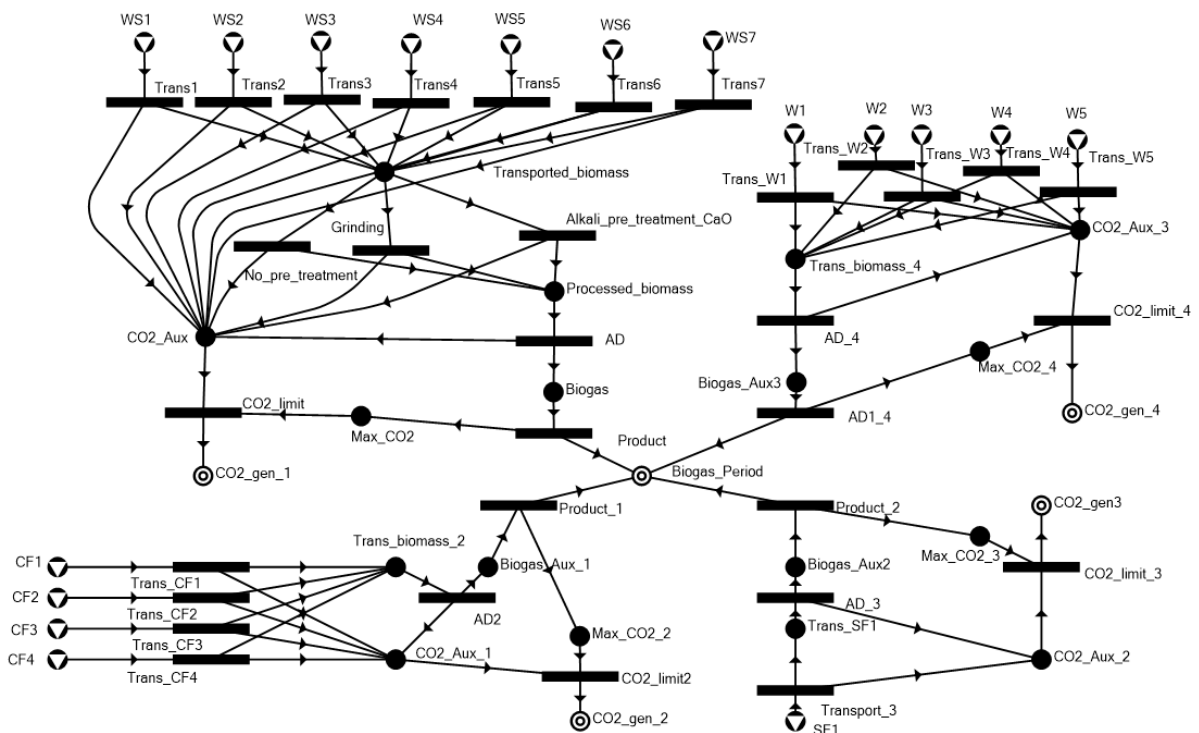 WS1
WS2
WS3
WS4
WS5
WS6
WS7
Trans1
Trans2
Trans3
Trans4
Trans5
Trans6
Trans7
W1
W2
W3
W4
W5
Trans_W2
Trans_W3
Trans_W4
Trans_W5
Trans_W1
Transported_biomass
Grinding
Alkali_pre_treatment_CaO
No_pre_treatment
Processed_biomass
CO2_Aux_3
Trans_biomass_4
CO2_Aux
AD
CO2_limit_4
AD_4
Max_CO2_4
Biogas
Biogas_Aux3
CO2_limit
Max_CO2
AD1_4
CO2_gen_4
Product
CO2_gen_1
Biogas_Period
Product_1
Product_2
CO2_gen3
Trans_biomass_2
Max_CO2_3
CF1
Trans_CF1
Biogas_Aux_1
Biogas_Aux2
CO2_limit_3
CF2
Trans_CF2
AD2
AD_3
CF3
Trans_CF3
Trans_SF1
Max_CO2_2
CF4
Trans_CF4
CO2_Aux_1
CO2_Aux_2
CO2_limit2
Transport_3
CO2_gen_2
SF1